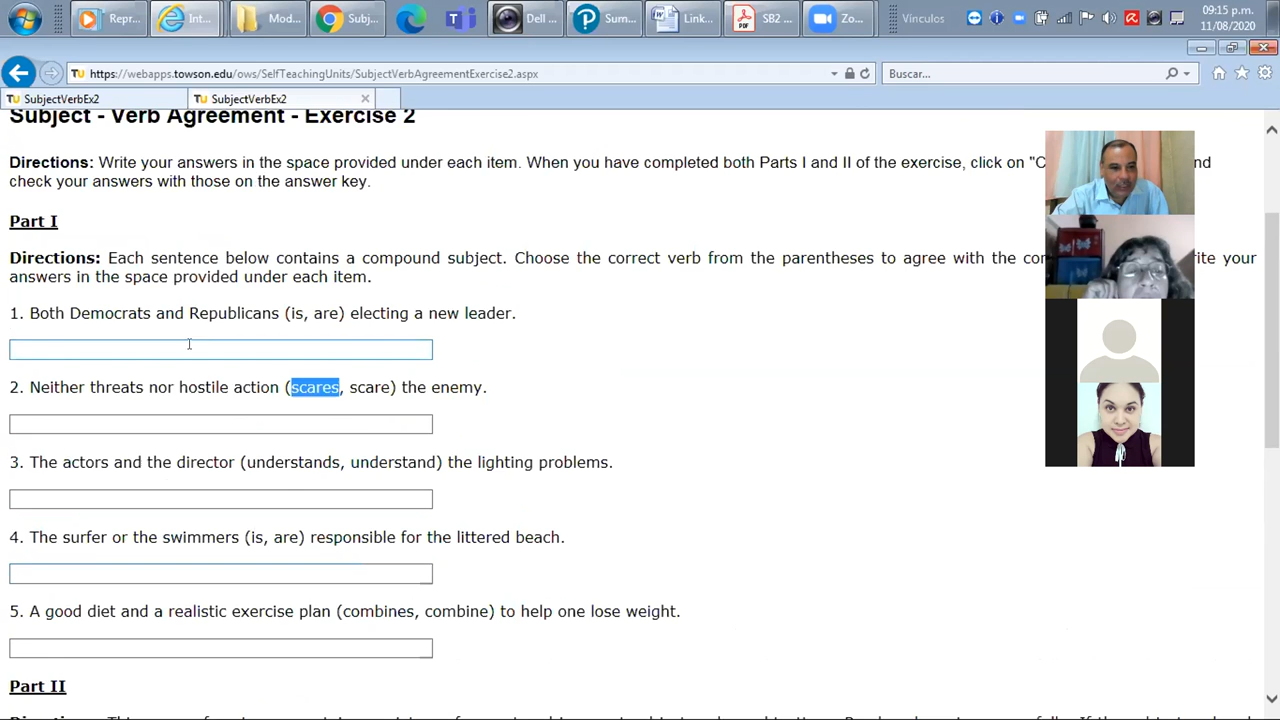 Repr...
Int...
Mod...
Subj...
Dell ...
Sum...
Link...
SB2 ...
Zo...
Vínculos
09:15 p.m.
11/08/2020
https://webapps.towson.edu/ows/SelfTeachingUnits/SubjectVerbAgreementExercise2.aspx
Buscar...
SubjectVerbEx2
SubjectVerbEx2
Subject - Verb Agreement - Exercise 2
Directions: Write your answers in the space provided under each item. When you have completed both Parts I and II of the exercise, click on "C nd
check your answers with those on the answer key.
Part I
Directions: Each sentence below contains a compound subject. Choose the correct verb from the parentheses to agree with the co rite your
answers in the space provided under each item.
1. Both Democrats and Republicans (is, are) electing a new leader.
2. Neither threats nor hostile action (scares, scare) the enemy.
3. The actors and the director (understands, understand) the lighting problems.
4. The surfer or the swimmers (is, are) responsible for the littered beach.
5. A good diet and a realistic exercise plan (combines, combine) to help one lose weight.
Part II